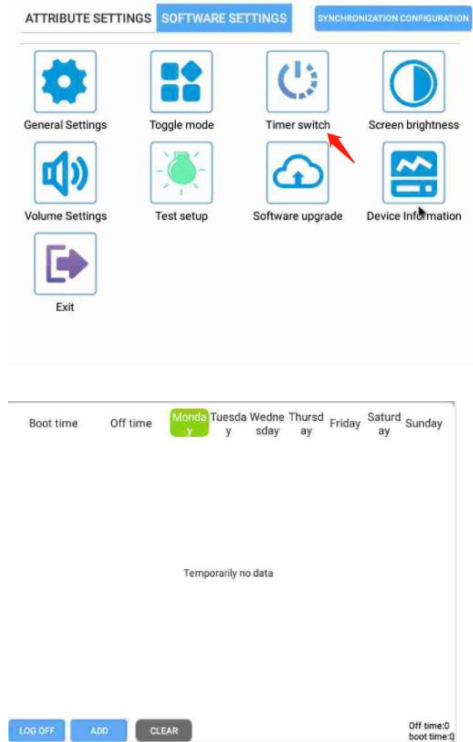 ATTRIBUTE SETTINGS SOFTWARE SETTINGS SYNCHRONIZATION CONFIGURATION
General Settings Toggle mode Timer switch Screen brightness
Volume Settings Test setup Software upgrade Device Information
Exit
Boot time Off time Monda Tuesda Wedne Thursd Friday Saturd Sunday
y y sday ay ay
Temporarily no data
LOG OFF ADD CLEAR Off time:0
boot time:0